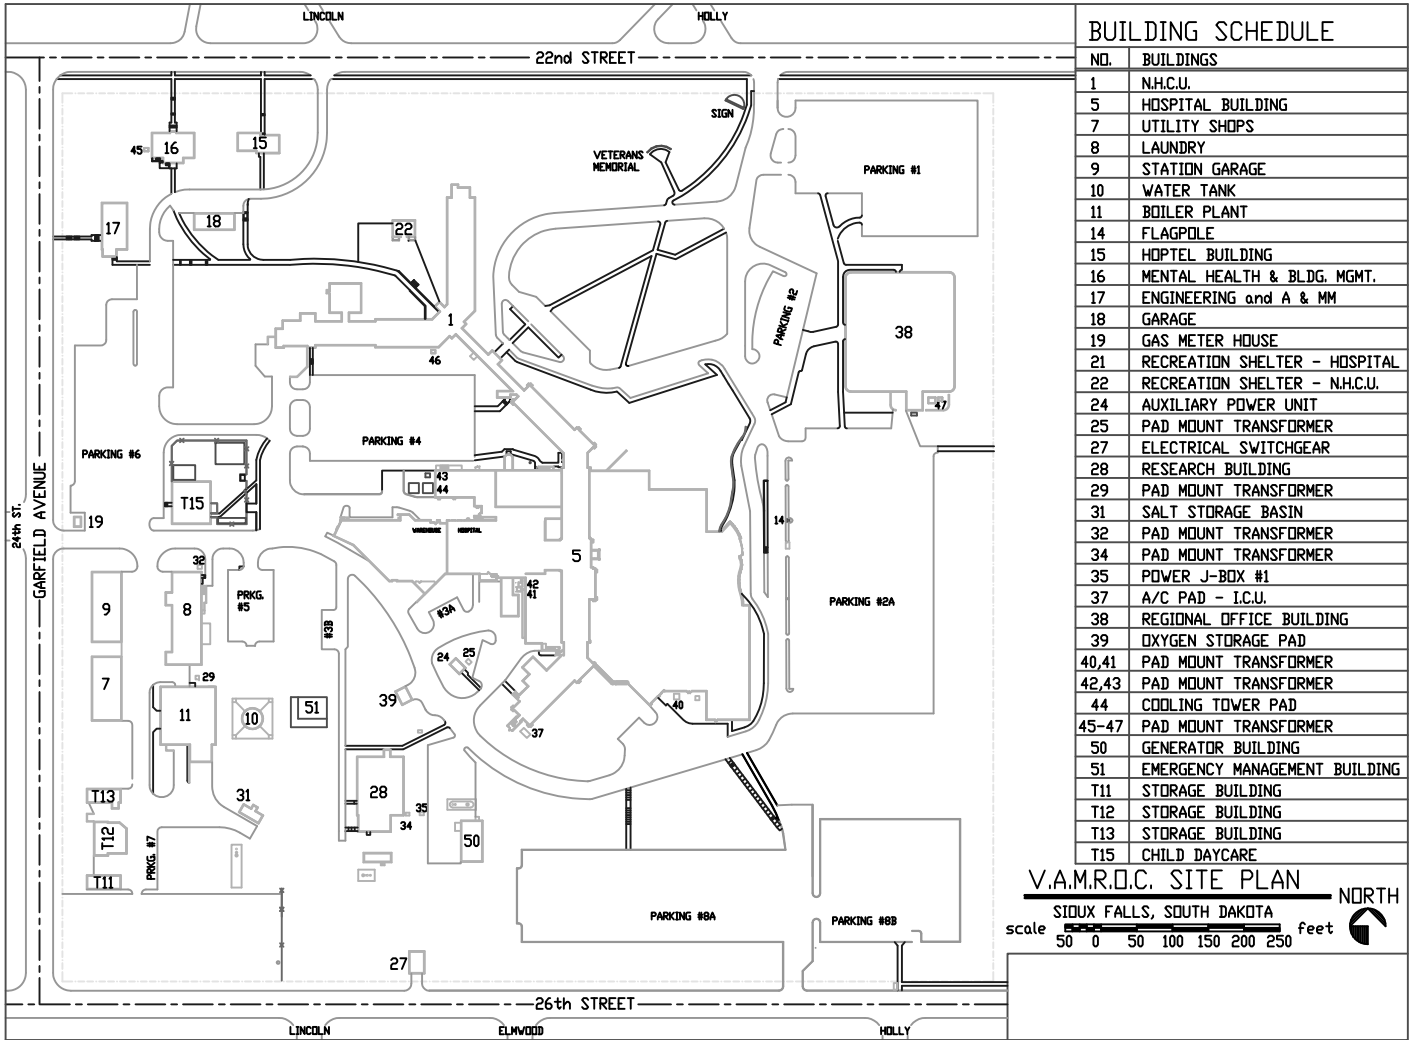 LINCOLN
HOLLY
22nd STREET
SIGN
VETERANS
MEMORIAL
45
16
15
PARKING #1
17
18
22
PARKING #2
1
38
46
47
PARKING #4
PARKING #6
GARFIELD AVENUE
24th ST.
43
44
T15
19
14
WAREHOUSE
HOSPITAL
5
32
42
41
PRKG.
#5
#3A
#3B
9
8
PARKING #2A
24
25
7
29
11
10
51
39
40
37
T13
31
28
35
34
50
T12
PRKG. #7
T11
PARKING #8A
PARKING #8B
27
26th STREET
LINCOLN
ELMWOOD
HOLLY
BUILDING SCHEDULE
NO. BUILDINGS
1 N.H.C.U.
5 HOSPITAL BUILDING
7 UTILITY SHOPS
8 LAUNDRY
9 STATION GARAGE
10 WATER TANK
11 BOILER PLANT
14 FLAGPOLE
15 HOPTEL BUILDING
16 MENTAL HEALTH & BLDG. MGMT.
17 ENGINEERING and A & MM
18 GARAGE
19 GAS METER HOUSE
21 RECREATION SHELTER - HOSPITAL
22 RECREATION SHELTER - N.H.C.U.
24 AUXILIARY POWER UNIT
25 PAD MOUNT TRANSFORMER
27 ELECTRICAL SWITCHGEAR
28 RESEARCH BUILDING
29 PAD MOUNT TRANSFORMER
31 SALT STORAGE BASIN
32 PAD MOUNT TRANSFORMER
34 PAD MOUNT TRANSFORMER
35 POWER J-BOX #1
37 A/C PAD - I.C.U.
38 REGIONAL OFFICE BUILDING
39 OXYGEN STORAGE PAD
40,41 PAD MOUNT TRANSFORMER
42,43 PAD MOUNT TRANSFORMER
44 COOLING TOWER PAD
45-47 PAD MOUNT TRANSFORMER
50 GENERATOR BUILDING
51 EMERGENCY MANAGEMENT BUILDING
T11 STORAGE BUILDING
T12 STORAGE BUILDING
T13 STORAGE BUILDING
T15 CHILD DAYCARE
V.A.M.R.O.C. SITE PLAN
NORTH
SIOUX FALLS, SOUTH DAKOTA
scale feet
50 0 50 100 150 200 250